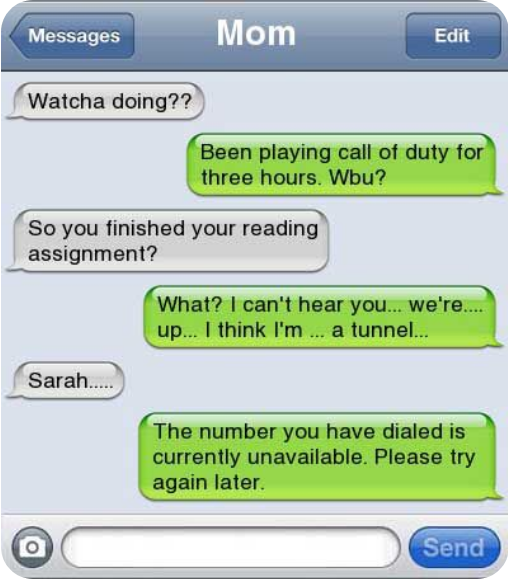 Messages Mom Edit
Watcha doing??
Been playing call of duty for
three hours. Wbu?
So you finished your reading
assignment?
What? I can't hear you... we're....
up... I think I'm ... a tunnel...
Sarah.....
The number you have dialed is
currently unavailable. Please try
again later.
Send